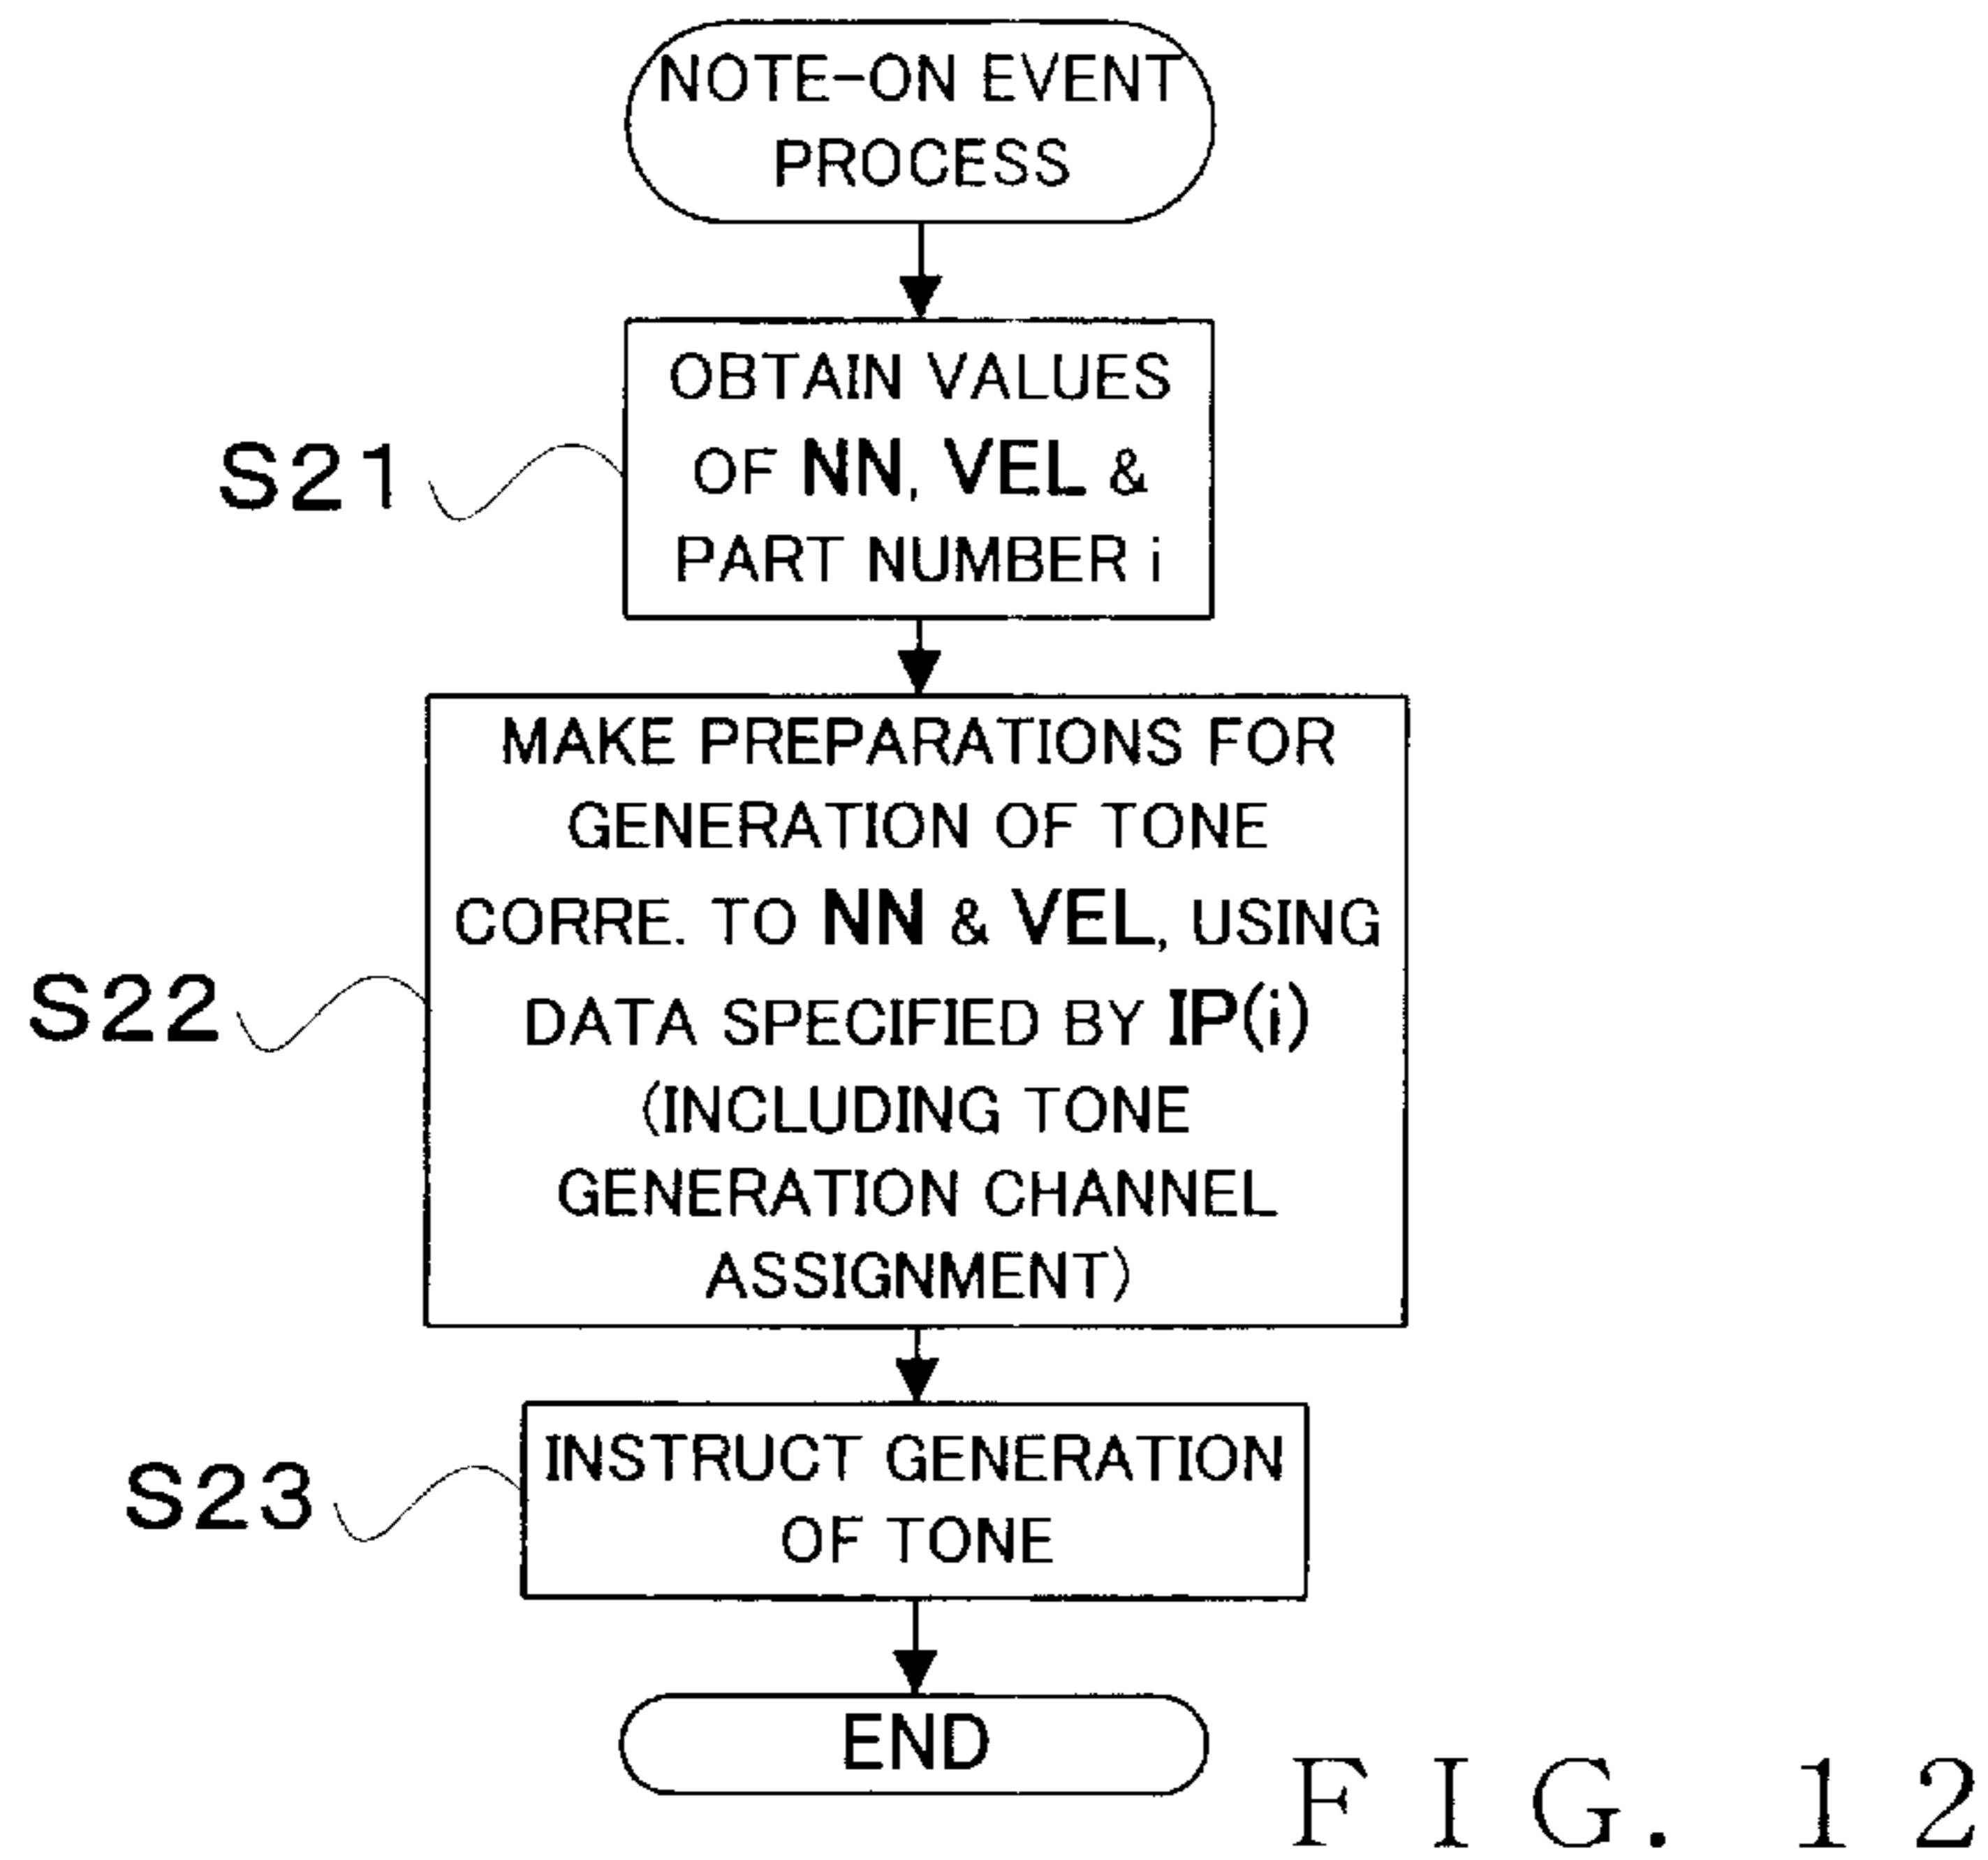 NOTE-ON EVENT
PROCESS
OBTAIN VALUES
OF NN, VEL &
PART NUMBER i
S21
MAKE PREPARATIONS FOR
GENERATION OF TONE
CORRE. TO NN & VEL, USING
DATA SPECIFIED BY IP(i)
(INCLUDING TONE
GENERATION CHANNEL
ASSIGNMENT)
S22
INSTRUCT GENERATION
OF TONE
S23
END
FIG. 12